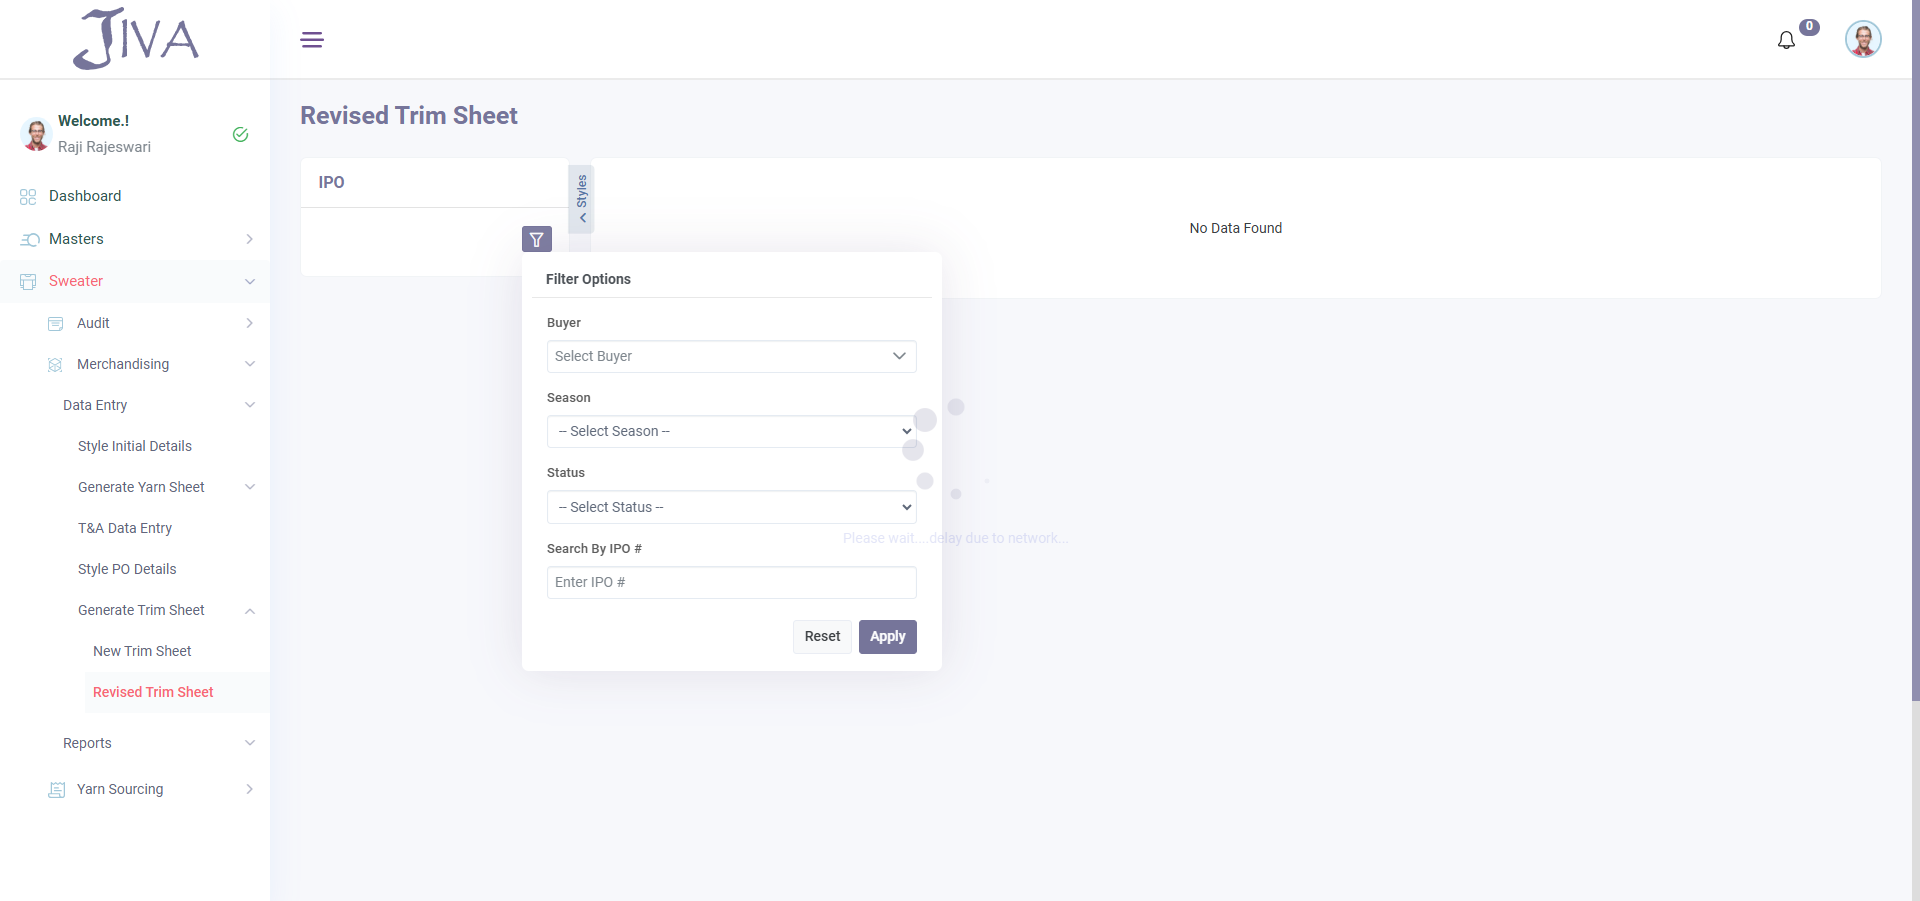 JIVA
0
Welcome.!
Raji Rajeswari
Dashboard
Masters
Sweater
Audit
Merchandising
Data Entry
Style Initial Details
Generate Yarn Sheet
T&A Data Entry
Style PO Details
Generate Trim Sheet
New Trim Sheet
Revised Trim Sheet
Reports
Yarn Sourcing
Revised Trim Sheet
IPO
Styles
No Data Found
Filter Options
Buyer
Select Buyer
Season
-- Select Season --
Status
-- Select Status --
Please wait....delay due to network...
Search By IPO #
Enter IPO #
Reset
Apply